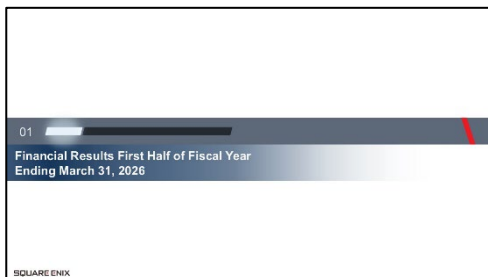 01
Financial Results First Half of Fiscal Year
Ending March 31, 2026
SQUARE ENIX